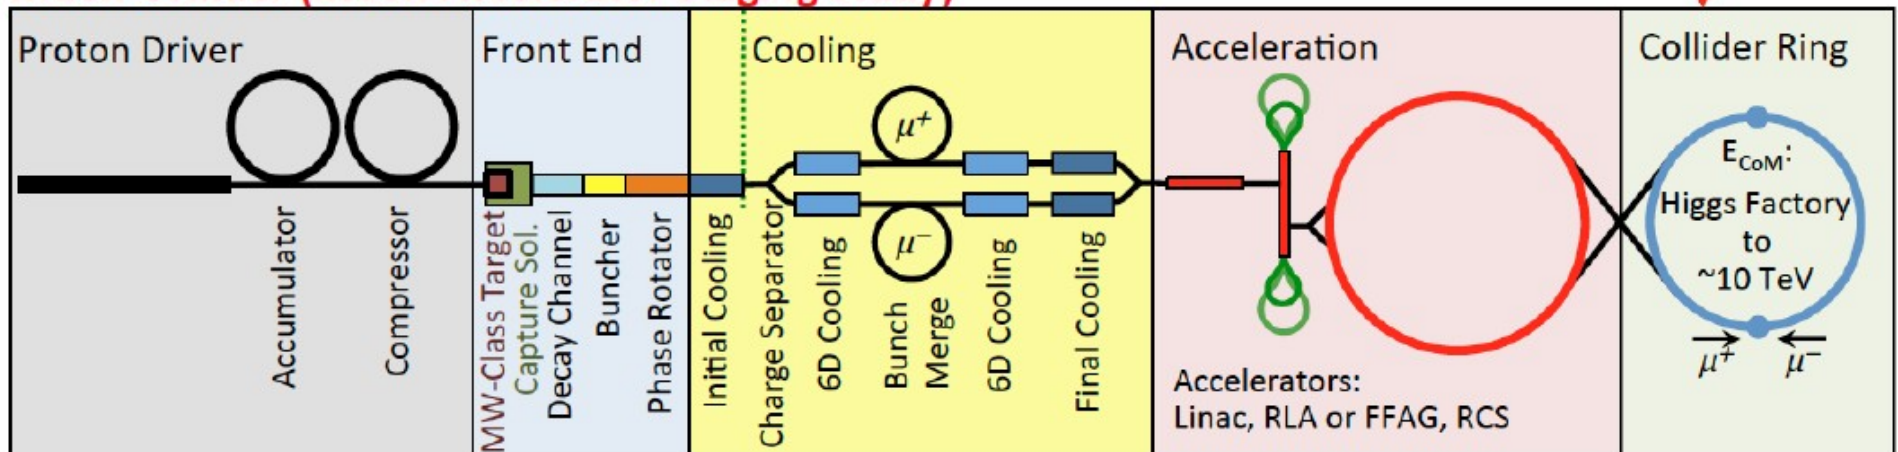 Proton Driver
Accumulator
Compressor
Front End
MW-Class Target
Capture Sol.
Decay Channel
Buncher
Phase Rotator
Cooling
Initial Cooling
Charge Separator
6D Cooling
μ+
μ−
Bunch
Merge
6D Cooling
Final Cooling
Acceleration
Accelerators:
Linac, RLA or FFAG, RCS
Collider Ring
ECoM:
Higgs Factory
to
~10 TeV
μ+ μ−